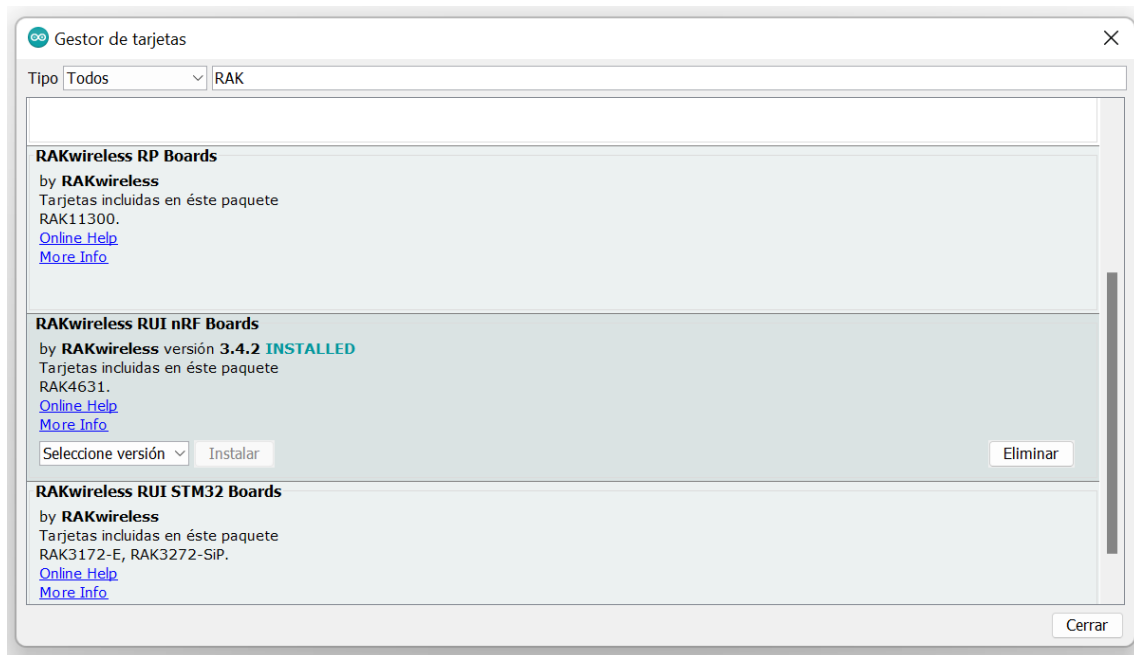 Gestor de tarjetas
Tipo Todos RAK
RAKwireless RP Boards
by RAKwireless
Tarjetas incluidas en éste paquete
RAK11300.
Online Help
More Info
RAKwireless RUI nRF Boards
by RAKwireless versión 3.4.2 INSTALLED
Tarjetas incluidas en éste paquete
RAK4631.
Online Help
More Info
Seleccione versión Instalar Eliminar
RAKwireless RUI STM32 Boards
by RAKwireless
Tarjetas incluidas en éste paquete
RAK3172-E, RAK3272-SiP.
Online Help
More Info
Cerrar